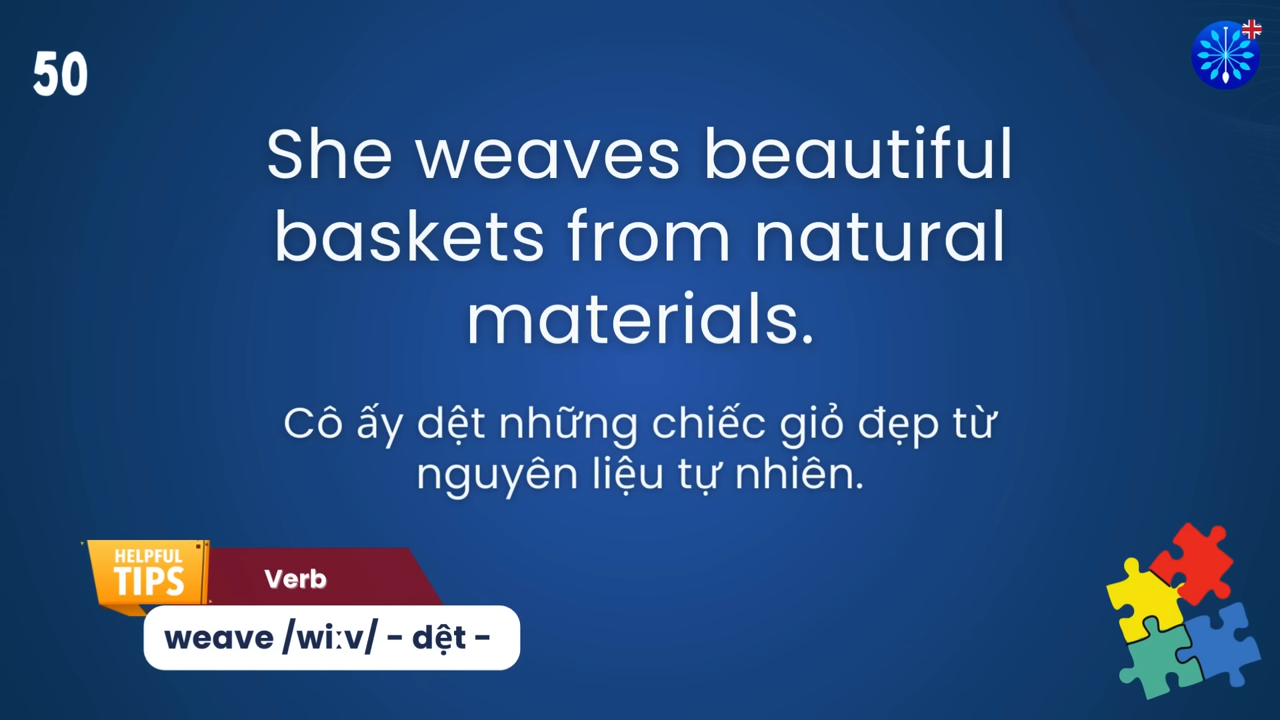 50
She weaves beautiful
baskets from natural
materials.
Cô ấy dệt những chiếc giỏ đẹp từ
nguyên liệu tự nhiên.
HELPFUL
TIPS
Verb
weave /wiːv/ - dệt -